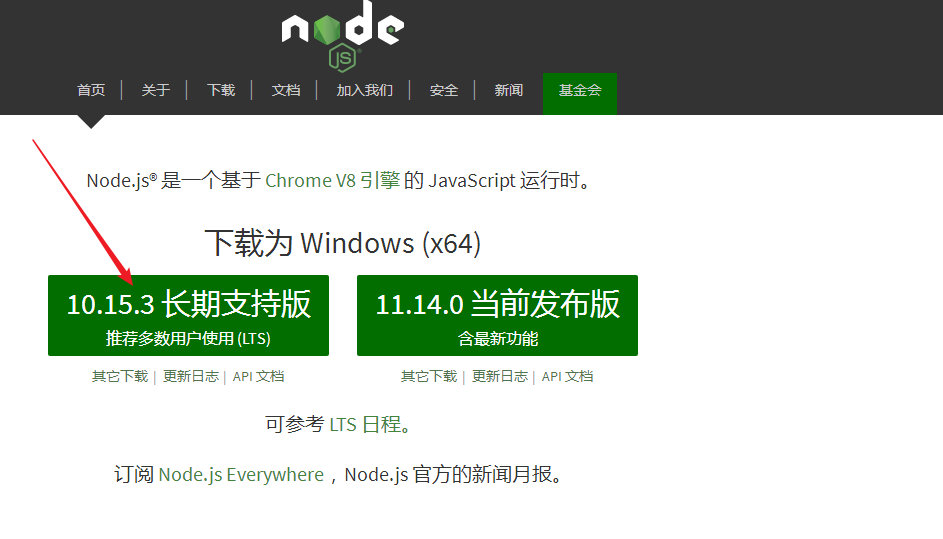 node
JS
首页 | 关于 | 下载 | 文档 | 加入我们 | 安全 | 新闻 基金会
Node.js® 是一个基于 Chrome V8 引擎 的 JavaScript 运行时。
下载为 Windows (x64)
10.15.3 长期支持版
推荐多数用户使用 (LTS)
其它下载 | 更新日志 | API 文档
11.14.0 当前发布版
含最新功能
其它下载 | 更新日志 | API 文档
可参考 LTS 日程。
订阅 Node.js Everywhere，Node.js 官方的新闻月报。